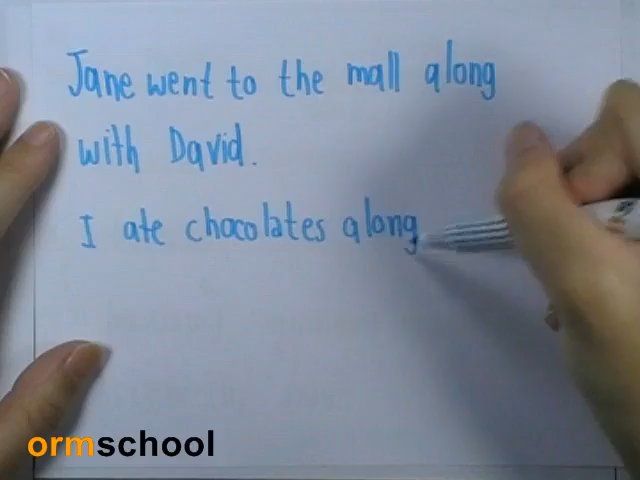 Jane went to the mall along
with David.
I ate chocolates along
ormschool